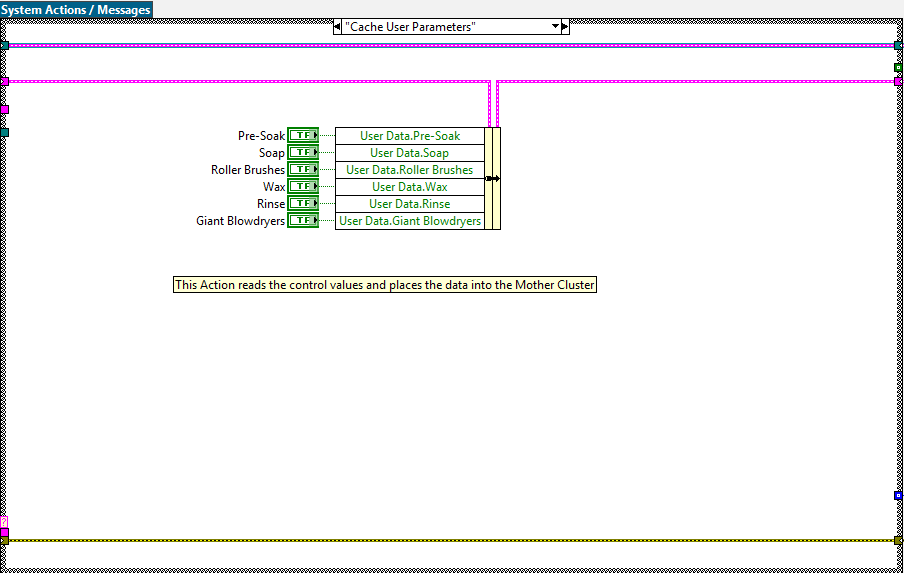 System Actions / Messages
"Cache User Parameters"
Pre-Soak TF User Data.Pre-Soak
Soap TF User Data.Soap
Roller Brushes TF User Data.Roller Brushes
Wax TF User Data.Wax
Rinse TF User Data.Rinse
Giant Blowdryers TF User Data.Giant Blowdryers
This Action reads the control values and places the data into the Mother Cluster
?